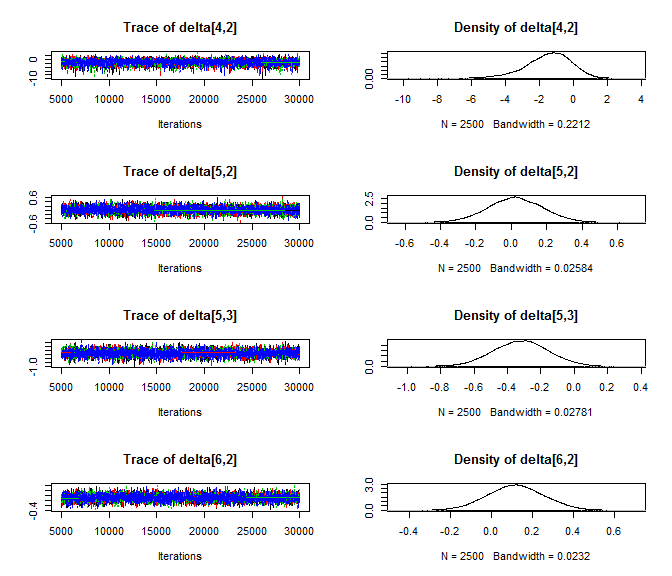 Trace of delta[4,2]
-10 0
5000 10000 15000 20000 25000 30000
Iterations
Density of delta[4,2]
0.00
-10 -8 -6 -4 -2 0 2 4
N = 2500 Bandwidth = 0.2212
Trace of delta[5,2]
-0.6 0.6
5000 10000 15000 20000 25000 30000
Iterations
Density of delta[5,2]
0.0 2.5
-0.6 -0.4 -0.2 0.0 0.2 0.4 0.6
N = 2500 Bandwidth = 0.02584
Trace of delta[5,3]
-1.0
5000 10000 15000 20000 25000 30000
Iterations
Density of delta[5,3]
0.0
-1.0 -0.8 -0.6 -0.4 -0.2 0.0 0.2 0.4
N = 2500 Bandwidth = 0.02781
Trace of delta[6,2]
-0.4
5000 10000 15000 20000 25000 30000
Iterations
Density of delta[6,2]
0.0 3.0
-0.4 -0.2 0.0 0.2 0.4 0.6
N = 2500 Bandwidth = 0.0232